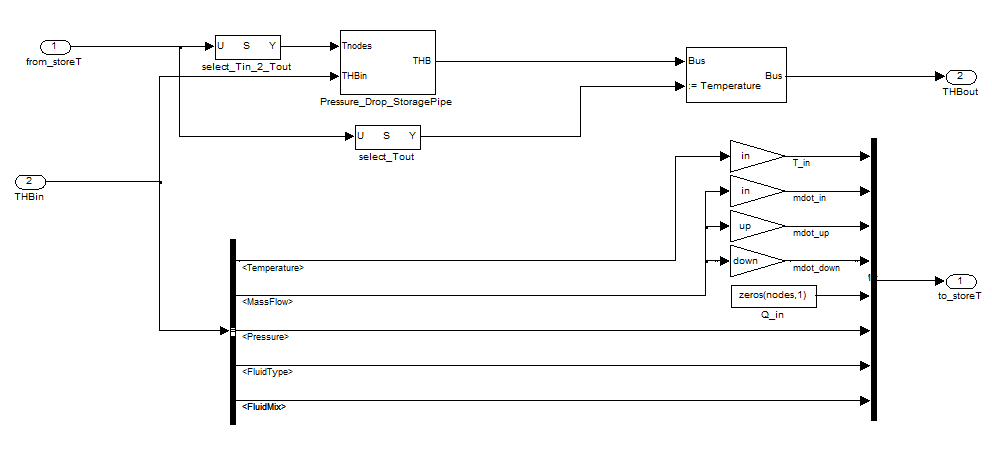 1
from_storeT
U S Y
select_Tin_2_Tout
Tnodes
THB
THBin
Pressure_Drop_StoragePipe
Bus
Bus
:= Temperature
2
THBout
U S Y
select_Tout
2
THBin
in
T_in
in
mdot_in
up
mdot_up
down
mdot_down
<Temperature>
<MassFlow>
zeros(nodes,1)
Q_in
1
to_storeT
<Pressure>
<FluidType>
<FluidMix>